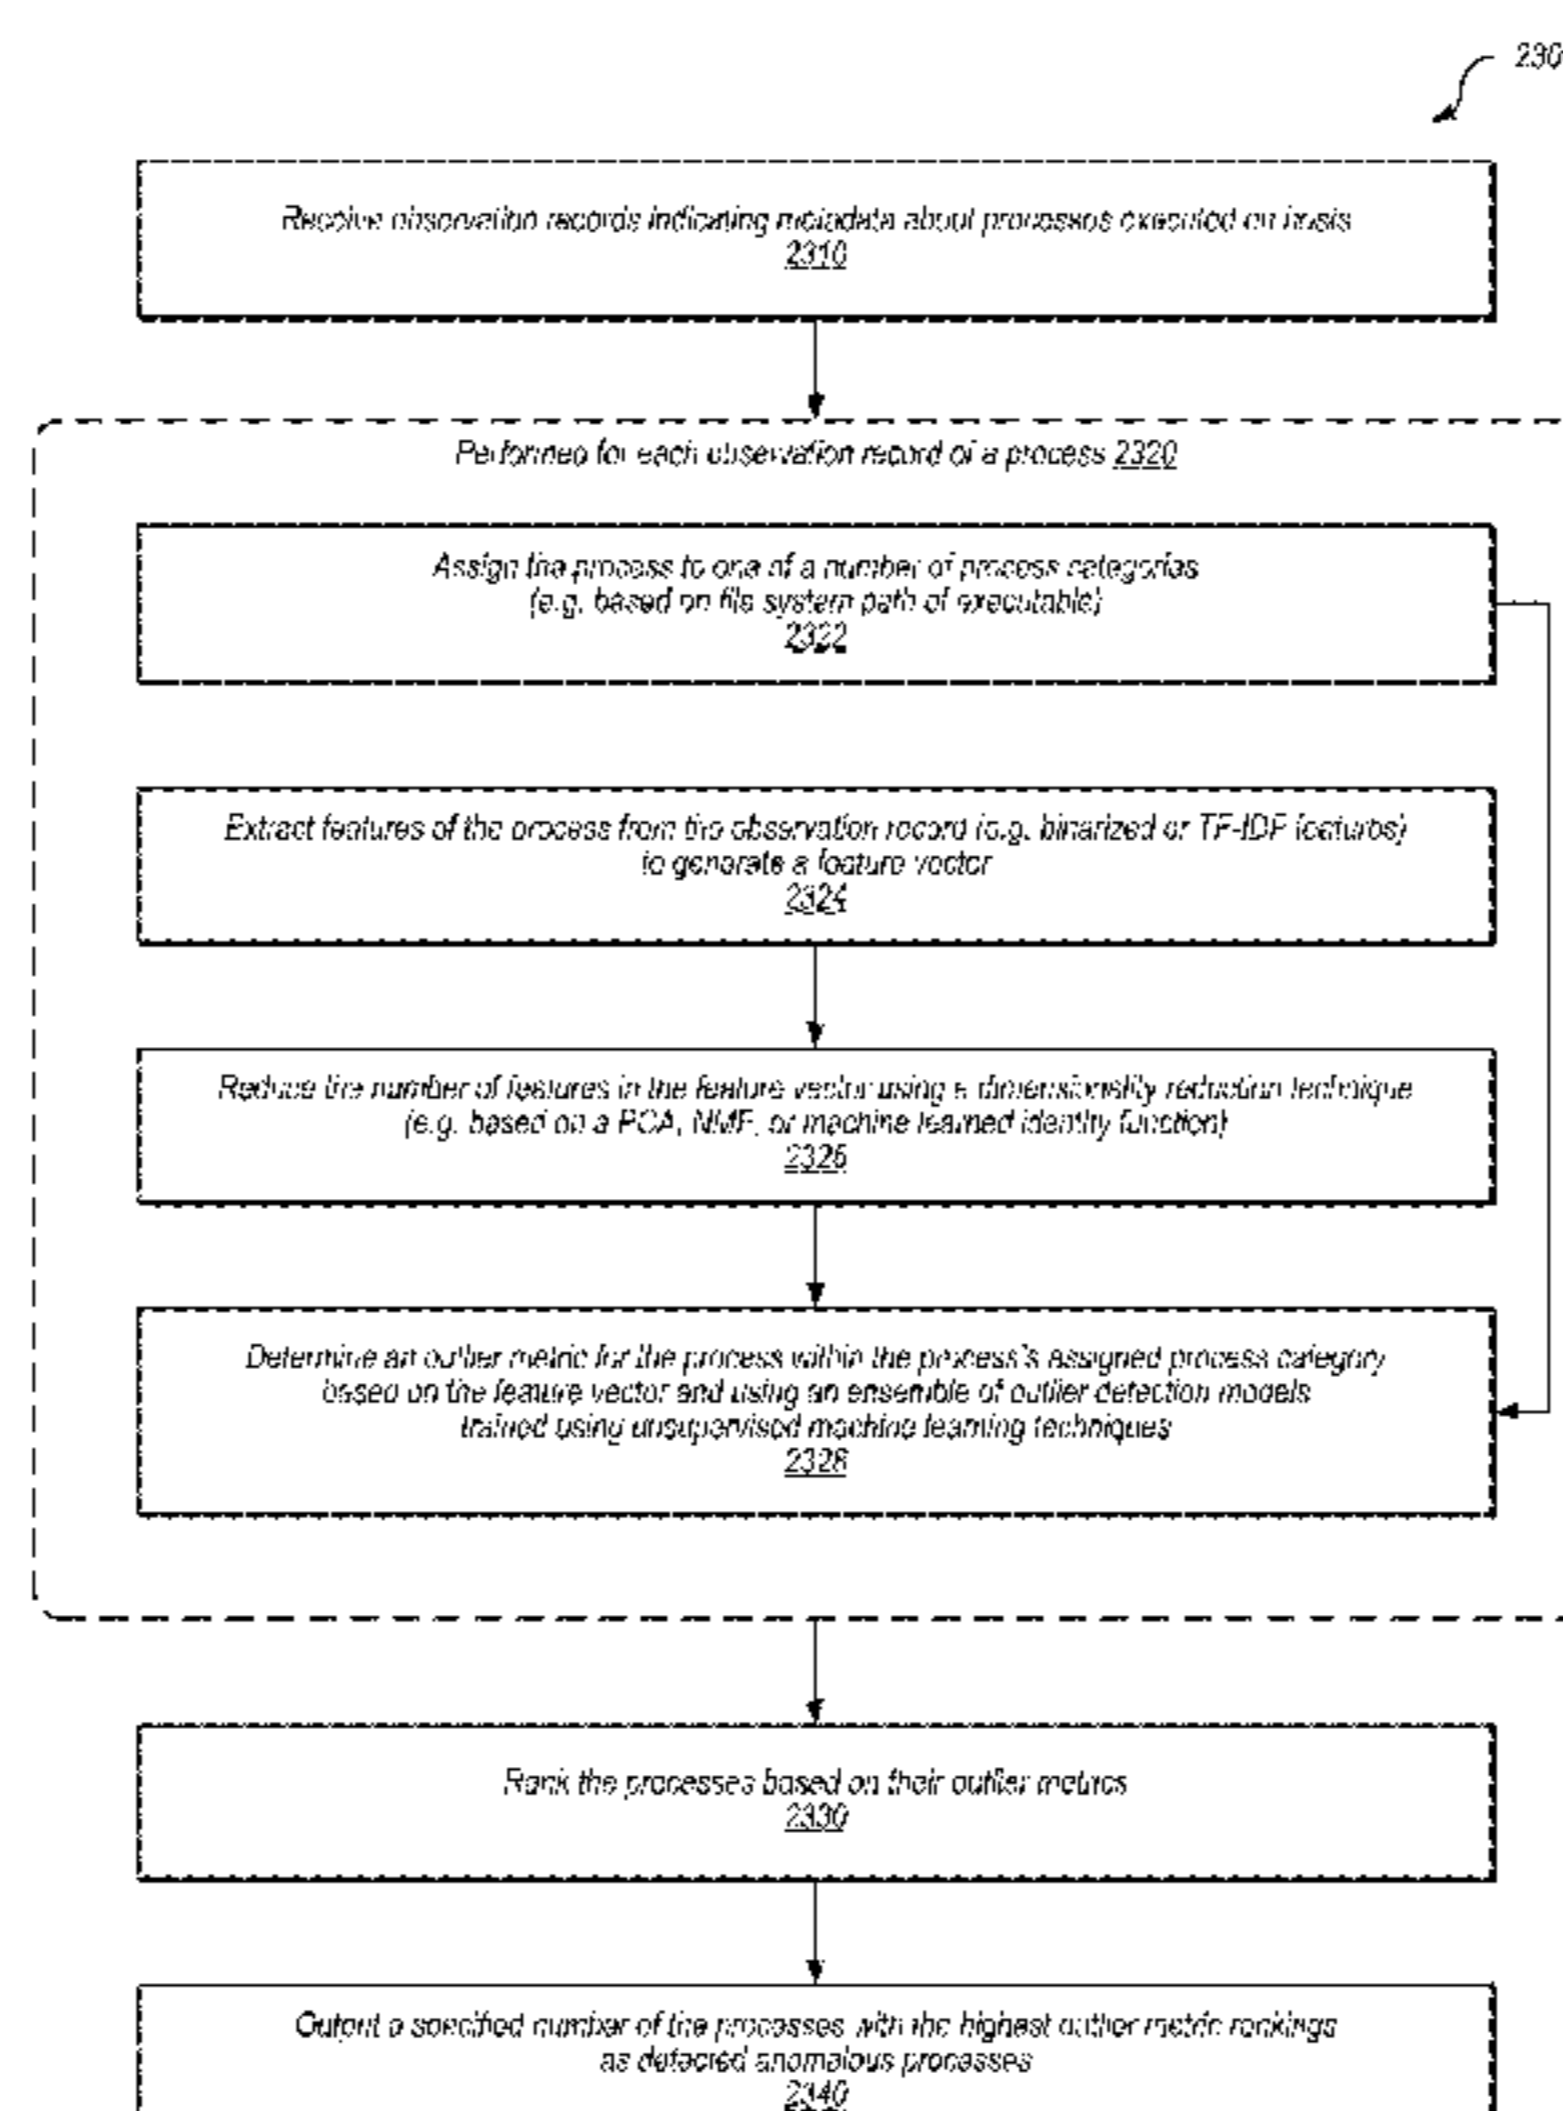 230
Receive observation records indicating metadata about processes executed on hosts
2310
Performed for each observation record of a process 2320
Assign the process to one of a number of process categories
(e.g. based on file system path of executable)
2322
Extract features of the process from the observation record (e.g. binarized or TF-IDF features)
to generate a feature vector
2324
Reduce the number of features in the feature vector using a dimensionality reduction technique
(e.g. based on a PCA, NMF, or machine learned identity function)
2326
Determine an outlier metric for the process within the process's assigned process category
based on the feature vector and using an ensemble of outlier detection models
trained using unsupervised machine learning techniques
2328
Rank the processes based on their outlier metrics
2330
Output a specified number of the processes with the highest outlier metric rankings
as detected anomalous processes
2340